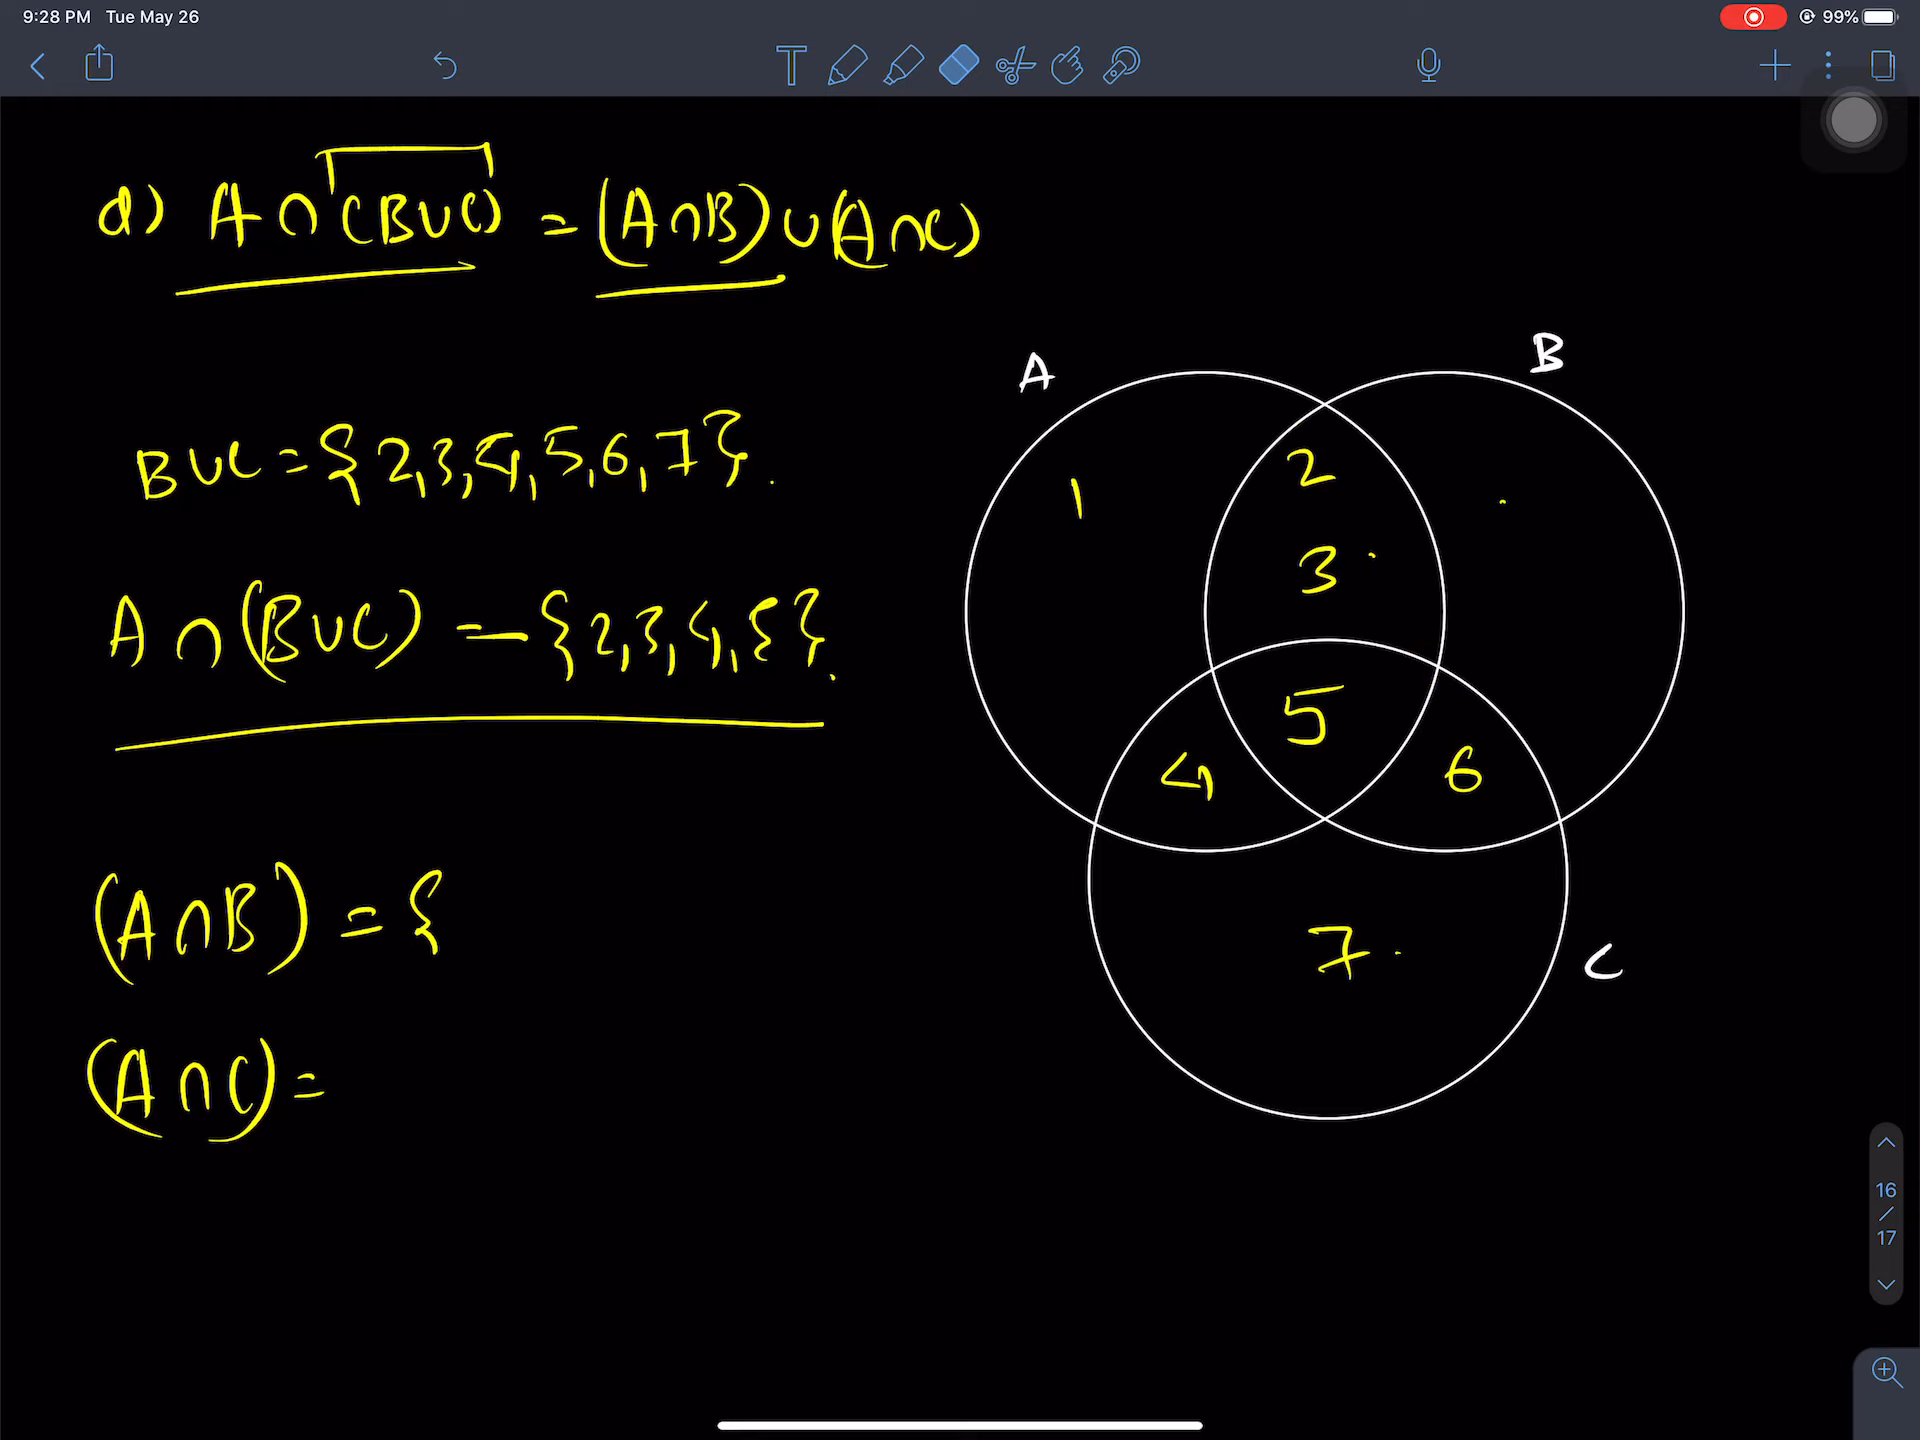 9:28 PM Tue May 26
99%
d) A∩(B∪C) = (A∩B)∪(A∩C)
A
B
B∪C = {2,3,4,5,6,7}.
1
2
3
A∩(B∪C) = {2,3,4,5}.
5
4
6
(A∩B) = {
7
C
(A∩C) =
16
/
17